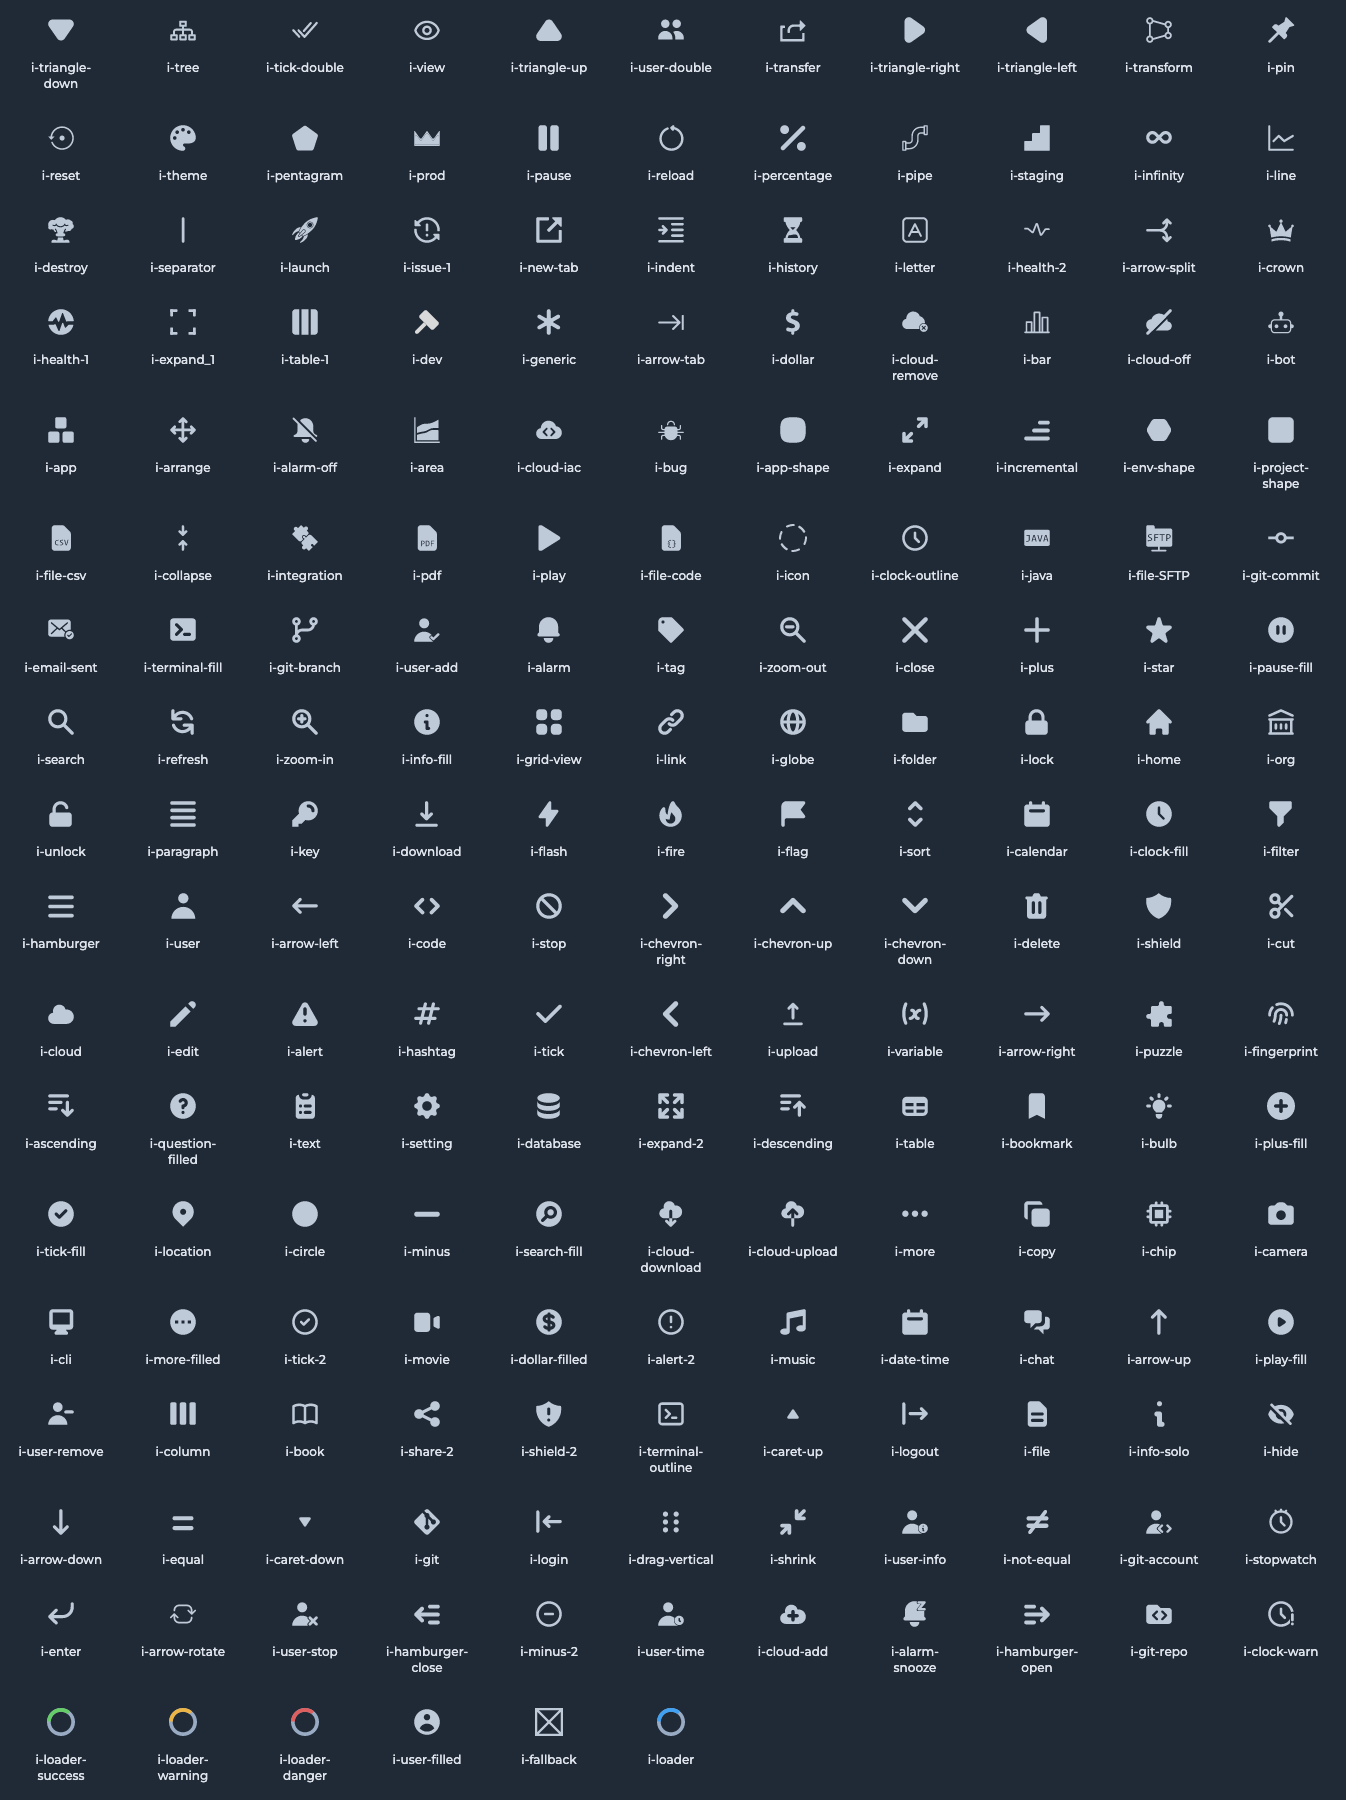 i-triangle-
down
i-tree
i-tick-double
i-view
i-triangle-up
i-user-double
i-transfer
i-triangle-right
i-triangle-left
i-transform
i-pin
i-reset
i-theme
i-pentagram
i-prod
i-pause
i-reload
i-percentage
i-pipe
i-staging
i-infinity
i-line
i-destroy
i-separator
i-launch
i-issue-1
i-new-tab
i-indent
i-history
A
i-letter
i-health-2
i-arrow-split
i-crown
i-health-1
i-expand_1
i-table-1
i-dev
i-generic
i-arrow-tab
$
i-dollar
i-cloud-
remove
i-bar
i-cloud-off
i-bot
i-app
i-arrange
i-alarm-off
i-area
i-cloud-iac
i-bug
i-app-shape
i-expand
i-incremental
i-env-shape
i-project-
shape
CSV
i-file-csv
i-collapse
i-integration
PDF
i-pdf
i-play
{}
i-file-code
i-icon
i-clock-outline
JAVA
i-java
SFTP
i-file-SFTP
i-git-commit
i-email-sent
i-terminal-fill
i-git-branch
i-user-add
i-alarm
i-tag
i-zoom-out
i-close
i-plus
i-star
i-pause-fill
i-search
i-refresh
i-zoom-in
i-info-fill
i-grid-view
i-link
i-globe
i-folder
i-lock
i-home
i-org
i-unlock
i-paragraph
i-key
i-download
i-flash
i-fire
i-flag
i-sort
i-calendar
i-clock-fill
i-filter
i-hamburger
i-user
i-arrow-left
i-code
i-stop
i-chevron-
right
i-chevron-up
i-chevron-
down
i-delete
i-shield
i-cut
i-cloud
i-edit
i-alert
#
i-hashtag
i-tick
i-chevron-left
i-upload
(x)
i-variable
i-arrow-right
i-puzzle
i-fingerprint
i-ascending
?
i-question-
filled
i-text
i-setting
i-database
i-expand-2
i-descending
i-table
i-bookmark
i-bulb
i-plus-fill
i-tick-fill
i-location
i-circle
i-minus
i-search-fill
i-cloud-
download
i-cloud-upload
i-more
i-copy
i-chip
i-camera
i-cli
i-more-filled
i-tick-2
i-movie
$
i-dollar-filled
i-alert-2
i-music
i-date-time
i-chat
i-arrow-up
i-play-fill
i-user-remove
i-column
i-book
i-share-2
i-shield-2
i-terminal-
outline
i-caret-up
i-logout
i-file
i-info-solo
i-hide
i-arrow-down
i-equal
i-caret-down
i-git
i-login
i-drag-vertical
i-shrink
i-user-info
i-not-equal
i-git-account
i-stopwatch
i-enter
i-arrow-rotate
i-user-stop
i-hamburger-
close
i-minus-2
i-user-time
i-cloud-add
Z
i-alarm-
snooze
i-hamburger-
open
i-git-repo
i-clock-warn
i-loader-
success
i-loader-
warning
i-loader-
danger
i-user-filled
i-fallback
i-loader